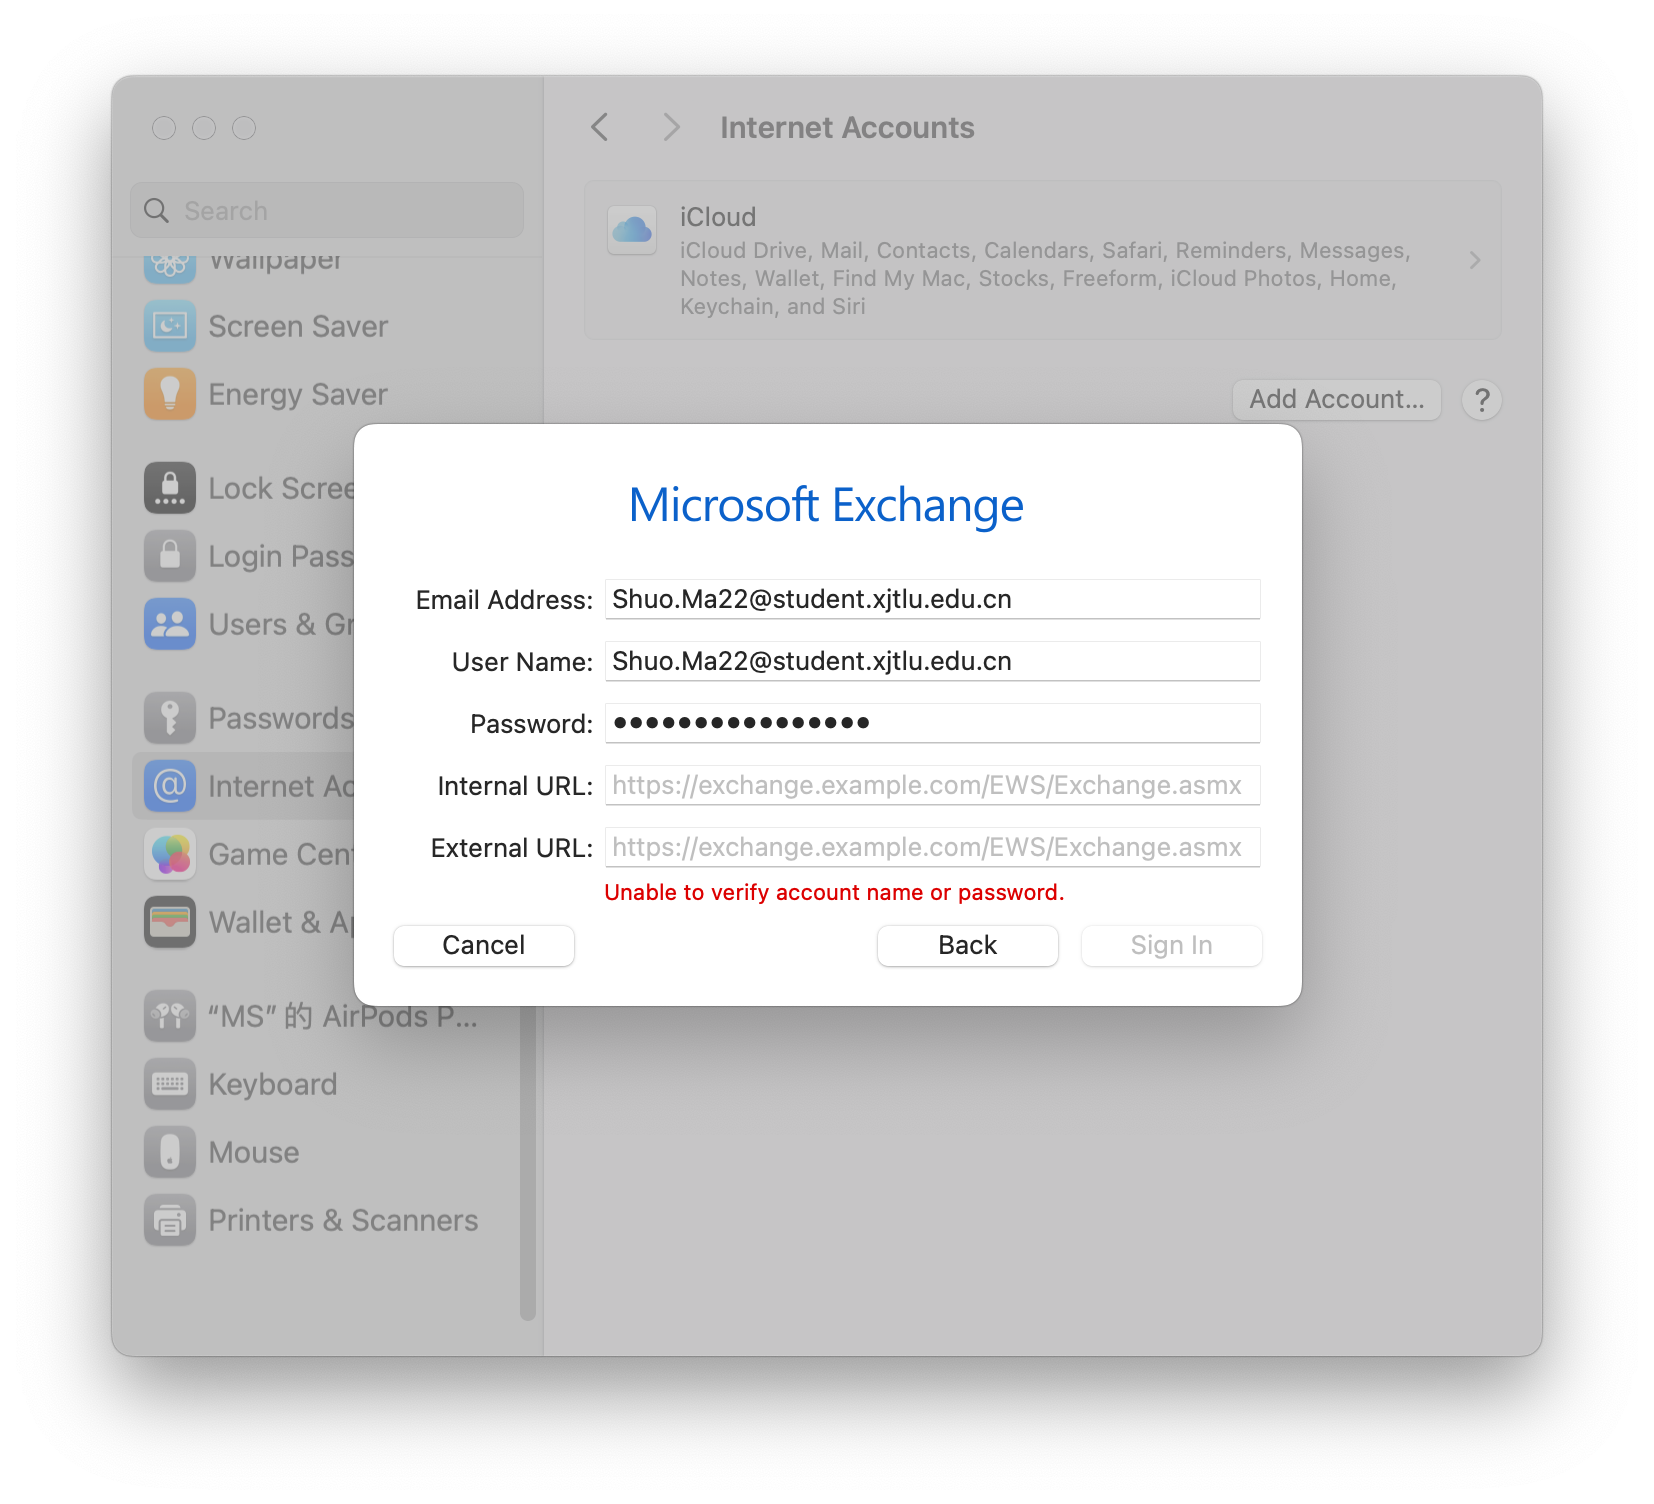 Internet Accounts
Search
Wallpaper
Screen Saver
Energy Saver
Lock Scree
Login Pass
Users & Gr
Passwords
Internet Ac
Game Cen
Wallet & Ap
“MS” 的 AirPods P...
Keyboard
Mouse
Printers & Scanners
iCloud
iCloud Drive, Mail, Contacts, Calendars, Safari, Reminders, Messages,
Notes, Wallet, Find My Mac, Stocks, Freeform, iCloud Photos, Home,
Keychain, and Siri
Add Account...
?
Microsoft Exchange
Email Address: Shuo.Ma22@student.xjtlu.edu.cn
User Name: Shuo.Ma22@student.xjtlu.edu.cn
Password: ••••••••••••••••
Internal URL: https://exchange.example.com/EWS/Exchange.asmx
External URL: https://exchange.example.com/EWS/Exchange.asmx
Unable to verify account name or password.
Cancel
Back
Sign In